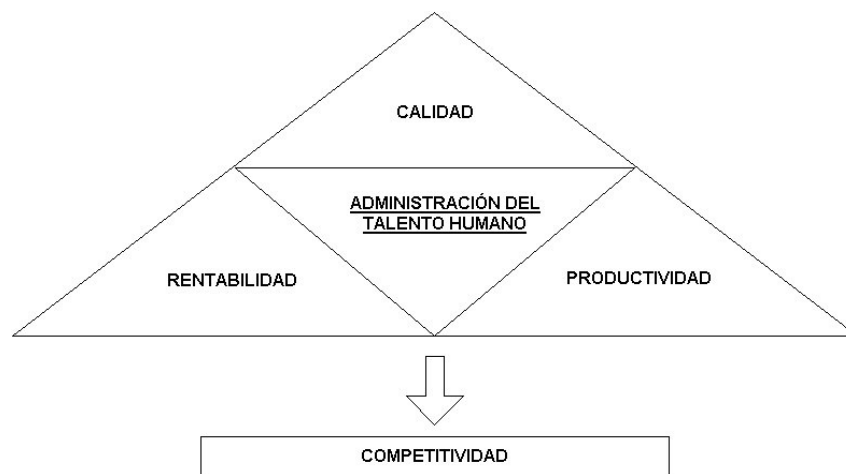 CALIDAD
ADMINISTRACIÓN DEL
TALENTO HUMANO
RENTABILIDAD
PRODUCTIVIDAD
COMPETITIVIDAD